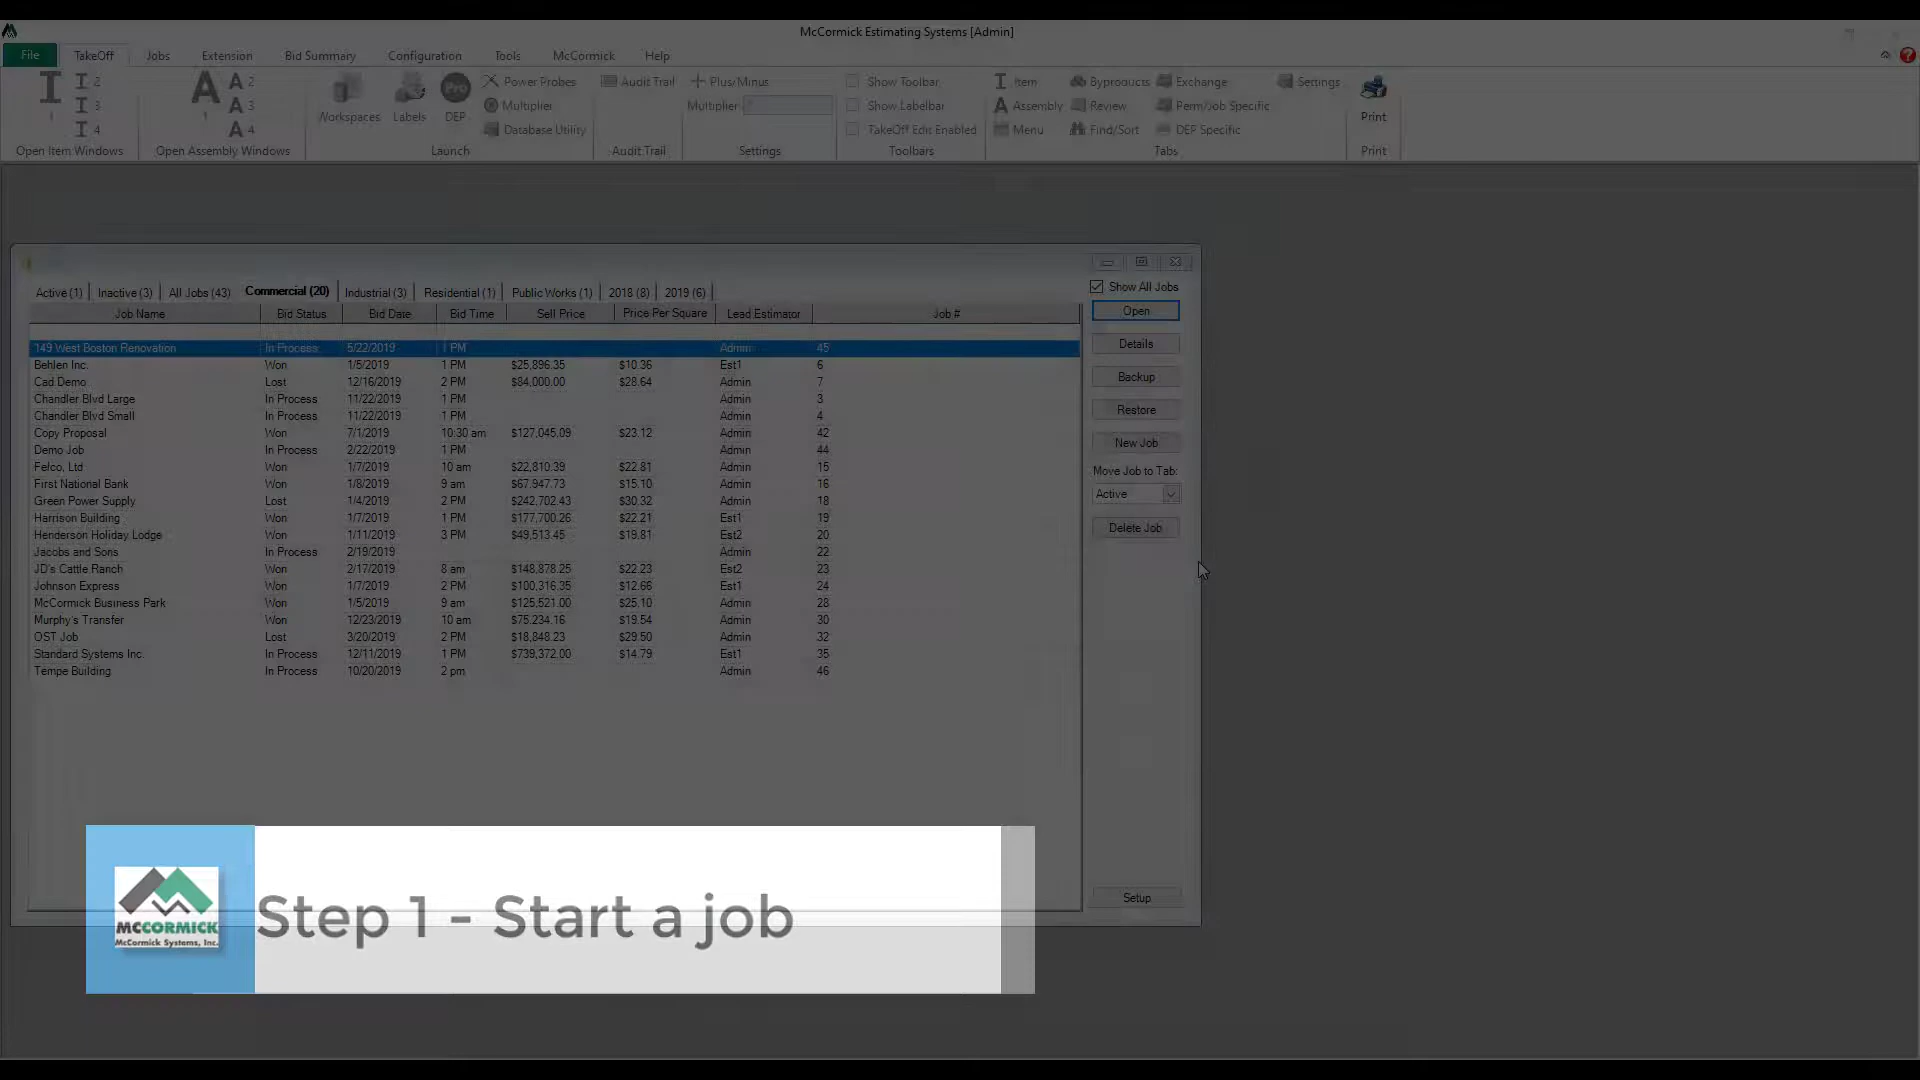 McCormick Estimating Systems [Admin]
File TakeOff Jobs Extension Bid Summary Configuration Tools McCormick Help
I 2 A 2 Power Probes Audit Trail Plus/Minus Show Toolbar Item Byproducts Exchange Settings
I 3 A 3 Multiplier Multiplier Show Labelbar Assembly Review Perm/Job Specific
1 1 Workspaces Labels DEP Print
I 4 A 4 Database Utility TakeOff Edit Enabled Menu Find/Sort DEP Specific
Open Item Windows Open Assembly Windows Launch Audit Trail Settings Toolbars Tabs Print
Active (1) Inactive (3) All Jobs (43) Commercial (20) Industrial (3) Residential (1) Public Works (1) 2018 (8) 2019 (6) Show All Jobs
Job Name Bid Status Bid Date Bid Time Sell Price Price Per Square Lead Estimator Job #
149 West Boston Renovation In Process 5/22/2019 1 PM Admin 45
Behlen Inc. Won 1/5/2019 1 PM $25,896.35 $10.36 Est1 6
Cad Demo Lost 12/16/2019 2 PM $84,000.00 $28.64 Admin 7
Chandler Blvd Large In Process 11/22/2019 1 PM Admin 3
Chandler Blvd Small In Process 11/22/2019 1 PM Admin 4
Copy Proposal Won 7/1/2019 10:30 am $127,045.09 $23.12 Admin 42
Demo Job In Process 2/22/2019 1 PM Admin 44
Felco, Ltd Won 1/7/2019 10 am $22,810.39 $22.81 Admin 15
First National Bank Won 1/8/2019 9 am $67,947.73 $15.10 Admin 16
Green Power Supply Lost 1/4/2019 2 PM $242,702.43 $30.32 Admin 18
Harrison Building Won 1/7/2019 1 PM $177,700.26 $22.21 Est1 19
Henderson Holiday Lodge Won 1/11/2019 3 PM $49,513.45 $19.81 Est2 20
Jacobs and Sons In Process 2/19/2019 Admin 22
JD's Cattle Ranch Won 2/17/2019 8 am $148,878.25 $22.23 Est2 23
Johnson Express Won 1/7/2019 2 PM $100,316.35 $12.66 Est1 24
McCormick Business Park Won 1/5/2019 9 am $125,521.00 $25.10 Admin 28
Murphy's Transfer Won 12/23/2019 10 am $75,234.16 $19.54 Admin 30
OST Job Lost 3/20/2019 2 PM $18,848.23 $29.50 Admin 32
Standard Systems Inc. In Process 12/11/2019 1 PM $739,372.00 $14.79 Est1 35
Tempe Building In Process 10/20/2019 2 pm Admin 46
Open
Details
Backup
Restore
New Job
Move Job to Tab:
Active
Delete Job
Setup
MCCORMICK
McCormick Systems, Inc.
Step 1 - Start a job